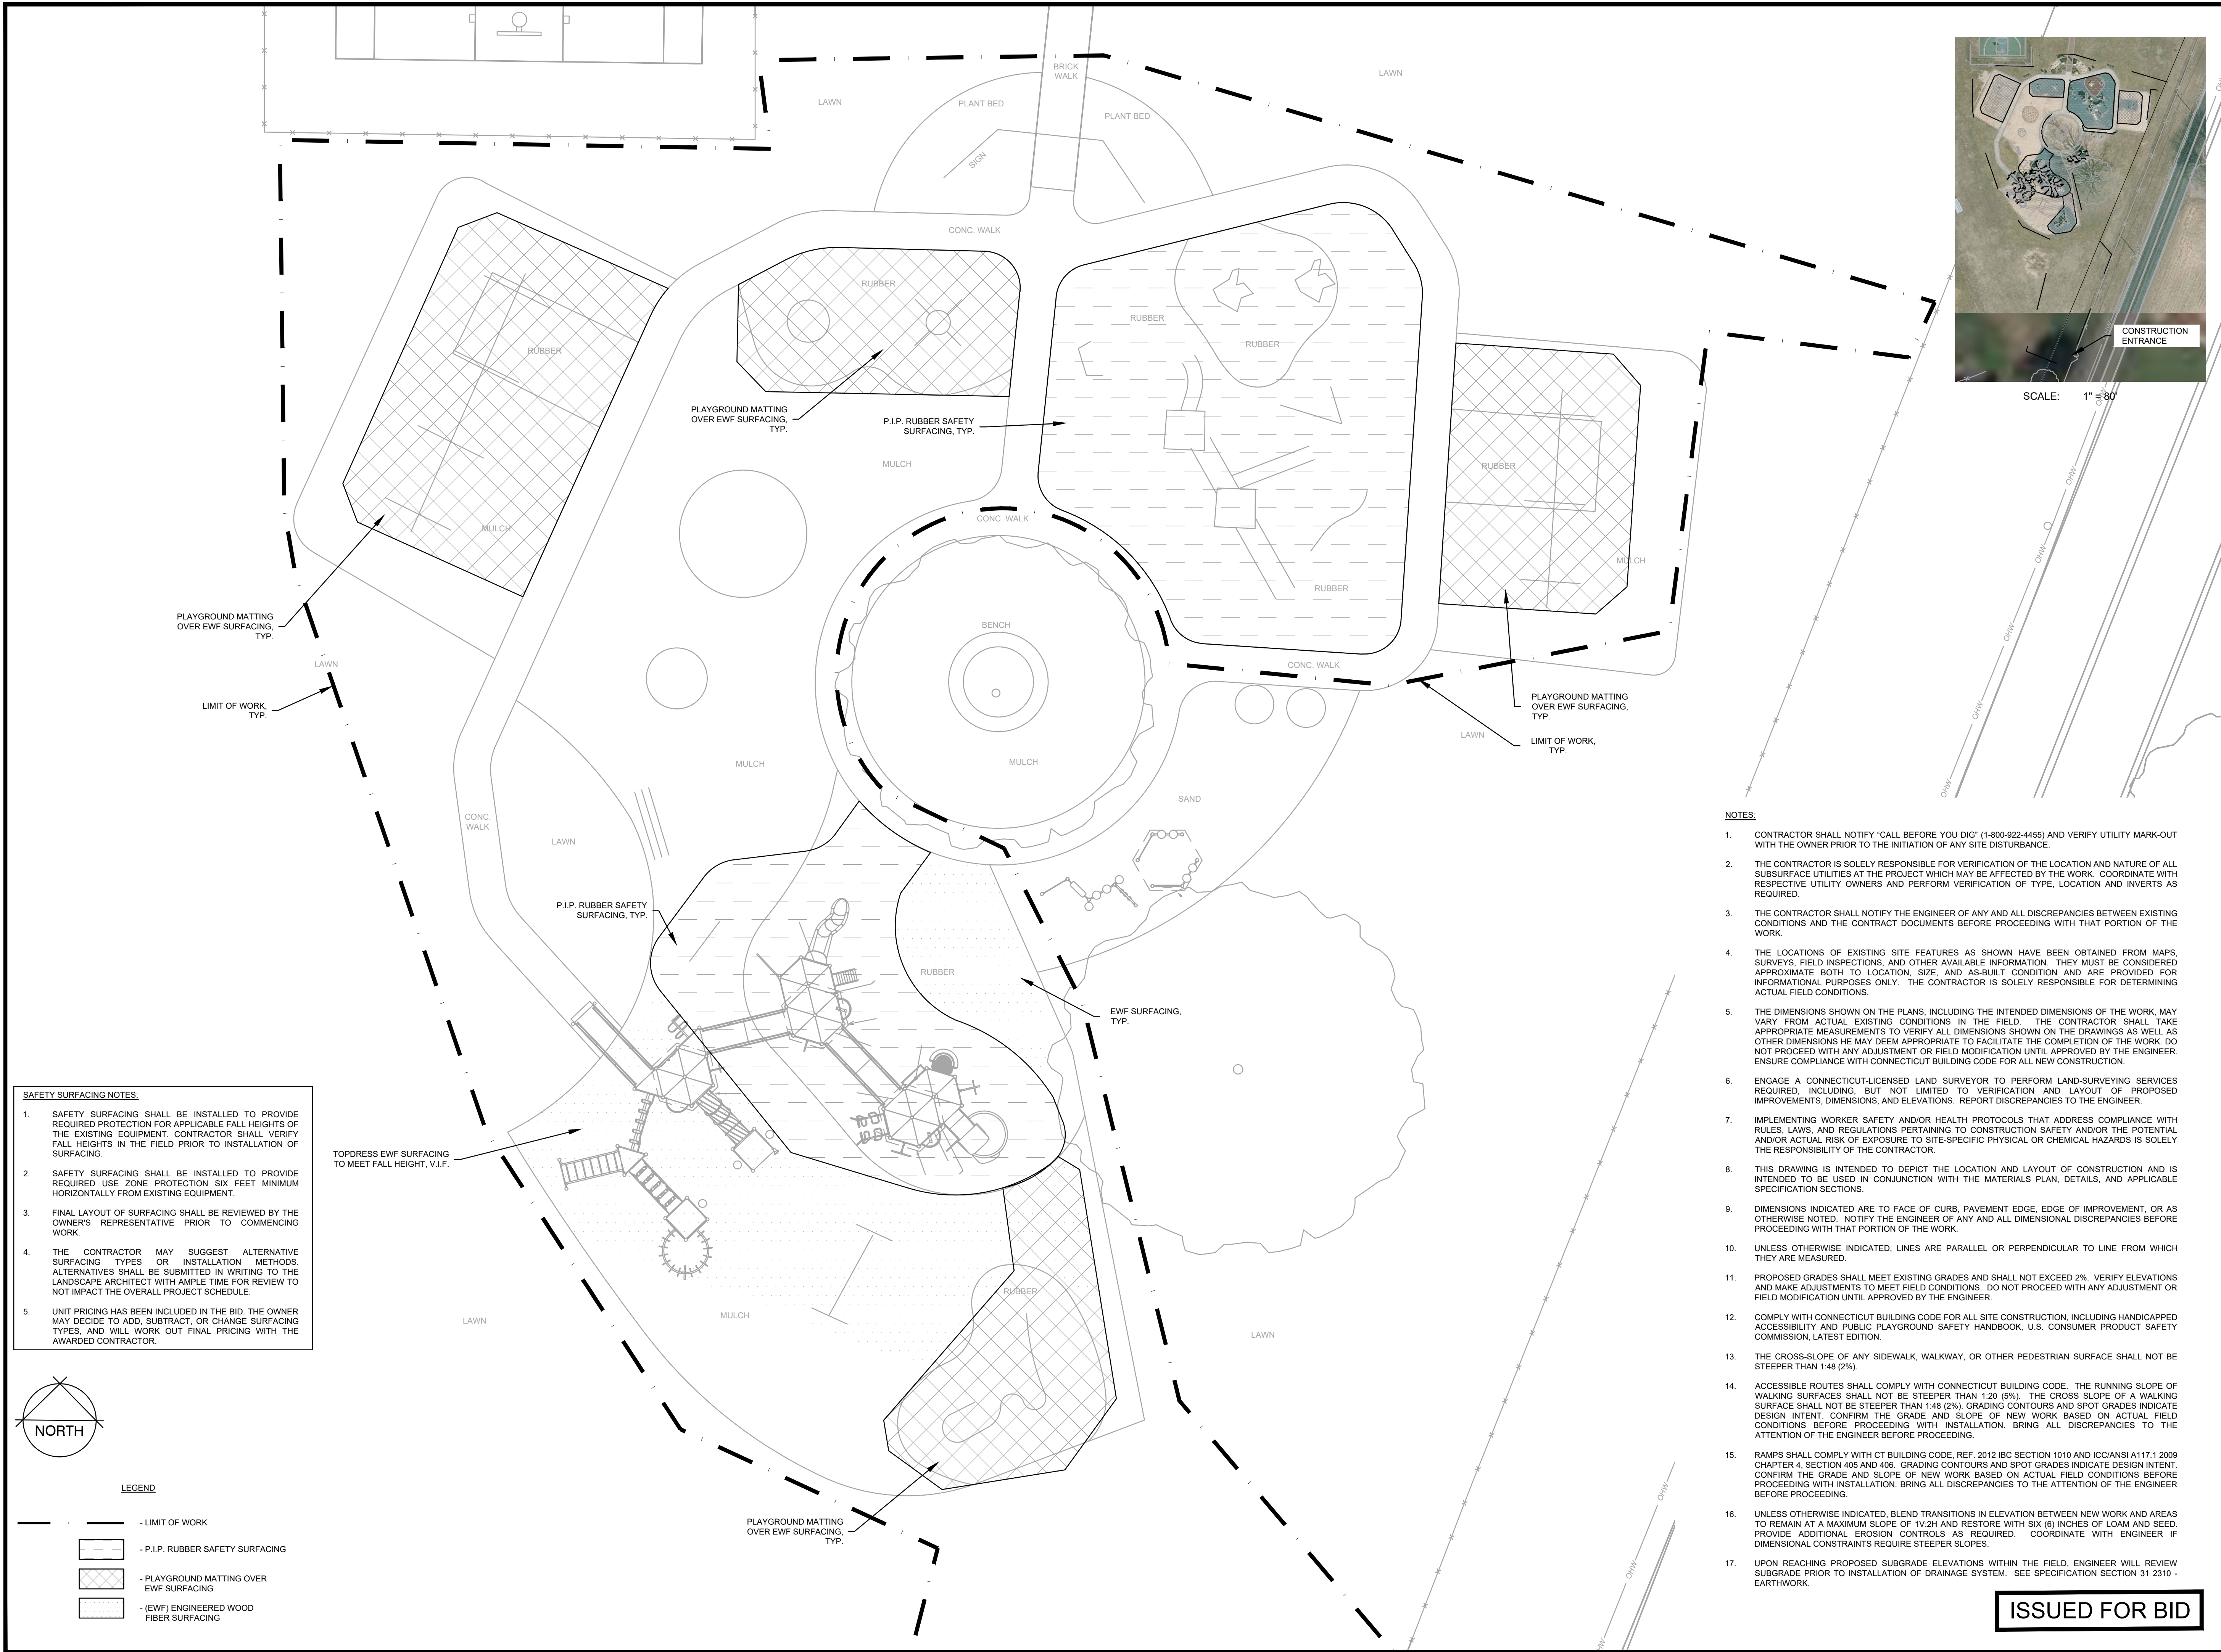 BRICK
WALK
LAWN
LAWN
PLANT BED
PLANT BED
SIGN
CONC. WALK
RUBBER
RUBBER
RUBBER
RUBBER
MULCH
PLAYGROUND MATTING
OVER EWF SURFACING,
TYP.
P.I.P. RUBBER SAFETY
SURFACING, TYP.
MULCH
RUBBER
MULCH
CONC. WALK
RUBBER
PLAYGROUND MATTING
OVER EWF SURFACING,
TYP.
BENCH
LAWN
CONC. WALK
LIMIT OF WORK,
TYP.
PLAYGROUND MATTING
OVER EWF SURFACING,
TYP.
LAWN
LIMIT OF WORK,
TYP.
MULCH
MULCH
SAND
CONC.
WALK
LAWN
P.I.P. RUBBER SAFETY
SURFACING, TYP.
RUBBER
EWF SURFACING,
TYP.
TOPDRESS EWF SURFACING
TO MEET FALL HEIGHT, V.I.F.
RUBBER
MULCH
LAWN
LAWN
PLAYGROUND MATTING
OVER EWF SURFACING,
TYP.
CONSTRUCTION
ENTRANCE
SCALE: 1" = 80'
OHW
OHW
OHW
OHW
OHW
OHW
OHW
OHW
OHW
SAFETY SURFACING NOTES:
1. SAFETY SURFACING SHALL BE INSTALLED TO PROVIDE
REQUIRED PROTECTION FOR APPLICABLE FALL HEIGHTS OF
THE EXISTING EQUIPMENT. CONTRACTOR SHALL VERIFY
FALL HEIGHTS IN THE FIELD PRIOR TO INSTALLATION OF
SURFACING.
2. SAFETY SURFACING SHALL BE INSTALLED TO PROVIDE
REQUIRED USE ZONE PROTECTION SIX FEET MINIMUM
HORIZONTALLY FROM EXISTING EQUIPMENT.
3. FINAL LAYOUT OF SURFACING SHALL BE REVIEWED BY THE
OWNER'S REPRESENTATIVE PRIOR TO COMMENCING
WORK.
4. THE CONTRACTOR MAY SUGGEST ALTERNATIVE
SURFACING TYPES OR INSTALLATION METHODS.
ALTERNATIVES SHALL BE SUBMITTED IN WRITING TO THE
LANDSCAPE ARCHITECT WITH AMPLE TIME FOR REVIEW TO
NOT IMPACT THE OVERALL PROJECT SCHEDULE.
5. UNIT PRICING HAS BEEN INCLUDED IN THE BID. THE OWNER
MAY DECIDE TO ADD, SUBTRACT, OR CHANGE SURFACING
TYPES, AND WILL WORK OUT FINAL PRICING WITH THE
AWARDED CONTRACTOR.
NORTH
LEGEND
- LIMIT OF WORK
- P.I.P. RUBBER SAFETY SURFACING
- PLAYGROUND MATTING OVER
EWF SURFACING
- (EWF) ENGINEERED WOOD
FIBER SURFACING
NOTES:
1. CONTRACTOR SHALL NOTIFY "CALL BEFORE YOU DIG" (1-800-922-4455) AND VERIFY UTILITY MARK-OUT
WITH THE OWNER PRIOR TO THE INITIATION OF ANY SITE DISTURBANCE.
2. THE CONTRACTOR IS SOLELY RESPONSIBLE FOR VERIFICATION OF THE LOCATION AND NATURE OF ALL
SUBSURFACE UTILITIES AT THE PROJECT WHICH MAY BE AFFECTED BY THE WORK. COORDINATE WITH
RESPECTIVE UTILITY OWNERS AND PERFORM VERIFICATION OF TYPE, LOCATION AND INVERTS AS
REQUIRED.
3. THE CONTRACTOR SHALL NOTIFY THE ENGINEER OF ANY AND ALL DISCREPANCIES BETWEEN EXISTING
CONDITIONS AND THE CONTRACT DOCUMENTS BEFORE PROCEEDING WITH THAT PORTION OF THE
WORK.
4. THE LOCATIONS OF EXISTING SITE FEATURES AS SHOWN HAVE BEEN OBTAINED FROM MAPS,
SURVEYS, FIELD INSPECTIONS, AND OTHER AVAILABLE INFORMATION. THEY MUST BE CONSIDERED
APPROXIMATE BOTH TO LOCATION, SIZE, AND AS-BUILT CONDITION AND ARE PROVIDED FOR
INFORMATIONAL PURPOSES ONLY. THE CONTRACTOR IS SOLELY RESPONSIBLE FOR DETERMINING
ACTUAL FIELD CONDITIONS.
5. THE DIMENSIONS SHOWN ON THE PLANS, INCLUDING THE INTENDED DIMENSIONS OF THE WORK, MAY
VARY FROM ACTUAL EXISTING CONDITIONS IN THE FIELD. THE CONTRACTOR SHALL TAKE
APPROPRIATE MEASUREMENTS TO VERIFY ALL DIMENSIONS SHOWN ON THE DRAWINGS AS WELL AS
OTHER DIMENSIONS HE MAY DEEM APPROPRIATE TO FACILITATE THE COMPLETION OF THE WORK. DO
NOT PROCEED WITH ANY ADJUSTMENT OR FIELD MODIFICATION UNTIL APPROVED BY THE ENGINEER.
ENSURE COMPLIANCE WITH CONNECTICUT BUILDING CODE FOR ALL NEW CONSTRUCTION.
6. ENGAGE A CONNECTICUT-LICENSED LAND SURVEYOR TO PERFORM LAND-SURVEYING SERVICES
REQUIRED, INCLUDING, BUT NOT LIMITED TO VERIFICATION AND LAYOUT OF PROPOSED
IMPROVEMENTS, DIMENSIONS, AND ELEVATIONS. REPORT DISCREPANCIES TO THE ENGINEER.
7. IMPLEMENTING WORKER SAFETY AND/OR HEALTH PROTOCOLS THAT ADDRESS COMPLIANCE WITH
RULES, LAWS, AND REGULATIONS PERTAINING TO CONSTRUCTION SAFETY AND/OR THE POTENTIAL
AND/OR ACTUAL RISK OF EXPOSURE TO SITE-SPECIFIC PHYSICAL OR CHEMICAL HAZARDS IS SOLELY
THE RESPONSIBILITY OF THE CONTRACTOR.
8. THIS DRAWING IS INTENDED TO DEPICT THE LOCATION AND LAYOUT OF CONSTRUCTION AND IS
INTENDED TO BE USED IN CONJUNCTION WITH THE MATERIALS PLAN, DETAILS, AND APPLICABLE
SPECIFICATION SECTIONS.
9. DIMENSIONS INDICATED ARE TO FACE OF CURB, PAVEMENT EDGE, EDGE OF IMPROVEMENT, OR AS
OTHERWISE NOTED. NOTIFY THE ENGINEER OF ANY AND ALL DIMENSIONAL DISCREPANCIES BEFORE
PROCEEDING WITH THAT PORTION OF THE WORK.
10. UNLESS OTHERWISE INDICATED, LINES ARE PARALLEL OR PERPENDICULAR TO LINE FROM WHICH
THEY ARE MEASURED.
11. PROPOSED GRADES SHALL MEET EXISTING GRADES AND SHALL NOT EXCEED 2%. VERIFY ELEVATIONS
AND MAKE ADJUSTMENTS TO MEET FIELD CONDITIONS. DO NOT PROCEED WITH ANY ADJUSTMENT OR
FIELD MODIFICATION UNTIL APPROVED BY THE ENGINEER.
12. COMPLY WITH CONNECTICUT BUILDING CODE FOR ALL SITE CONSTRUCTION, INCLUDING HANDICAPPED
ACCESSIBILITY AND PUBLIC PLAYGROUND SAFETY HANDBOOK, U.S. CONSUMER PRODUCT SAFETY
COMMISSION, LATEST EDITION.
13. THE CROSS-SLOPE OF ANY SIDEWALK, WALKWAY, OR OTHER PEDESTRIAN SURFACE SHALL NOT BE
STEEPER THAN 1:48 (2%).
14. ACCESSIBLE ROUTES SHALL COMPLY WITH CONNECTICUT BUILDING CODE. THE RUNNING SLOPE OF
WALKING SURFACES SHALL NOT BE STEEPER THAN 1:20 (5%). THE CROSS SLOPE OF A WALKING
SURFACE SHALL NOT BE STEEPER THAN 1:48 (2%). GRADING CONTOURS AND SPOT GRADES INDICATE
DESIGN INTENT. CONFIRM THE GRADE AND SLOPE OF NEW WORK BASED ON ACTUAL FIELD
CONDITIONS BEFORE PROCEEDING WITH INSTALLATION. BRING ALL DISCREPANCIES TO THE
ATTENTION OF THE ENGINEER BEFORE PROCEEDING.
15. RAMPS SHALL COMPLY WITH CT BUILDING CODE, REF. 2012 IBC SECTION 1010 AND ICC/ANSI A117.1 2009
CHAPTER 4, SECTION 405 AND 406. GRADING CONTOURS AND SPOT GRADES INDICATE DESIGN INTENT.
CONFIRM THE GRADE AND SLOPE OF NEW WORK BASED ON ACTUAL FIELD CONDITIONS BEFORE
PROCEEDING WITH INSTALLATION. BRING ALL DISCREPANCIES TO THE ATTENTION OF THE ENGINEER
BEFORE PROCEEDING.
16. UNLESS OTHERWISE INDICATED, BLEND TRANSITIONS IN ELEVATION BETWEEN NEW WORK AND AREAS
TO REMAIN AT A MAXIMUM SLOPE OF 1V:2H AND RESTORE WITH SIX (6) INCHES OF LOAM AND SEED.
PROVIDE ADDITIONAL EROSION CONTROLS AS REQUIRED. COORDINATE WITH ENGINEER IF
DIMENSIONAL CONSTRAINTS REQUIRE STEEPER SLOPES.
17. UPON REACHING PROPOSED SUBGRADE ELEVATIONS WITHIN THE FIELD, ENGINEER WILL REVIEW
SUBGRADE PRIOR TO INSTALLATION OF DRAINAGE SYSTEM. SEE SPECIFICATION SECTION 31 2310 -
EARTHWORK.
ISSUED FOR BID